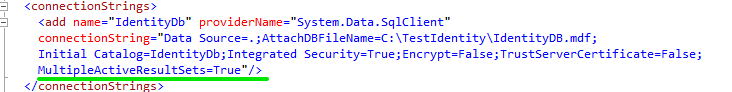 <connectionStrings>
<add name="IdentityDb" providerName="System.Data.SqlClient"
connectionString="Data Source=.;AttachDBFileName=C:\TestIdentity\IdentityDB.mdf;
Initial Catalog=IdentityDb;Integrated Security=True;Encrypt=False;TrustServerCertificate=False;
MultipleActiveResultSets=True"/>
</connectionStrings>